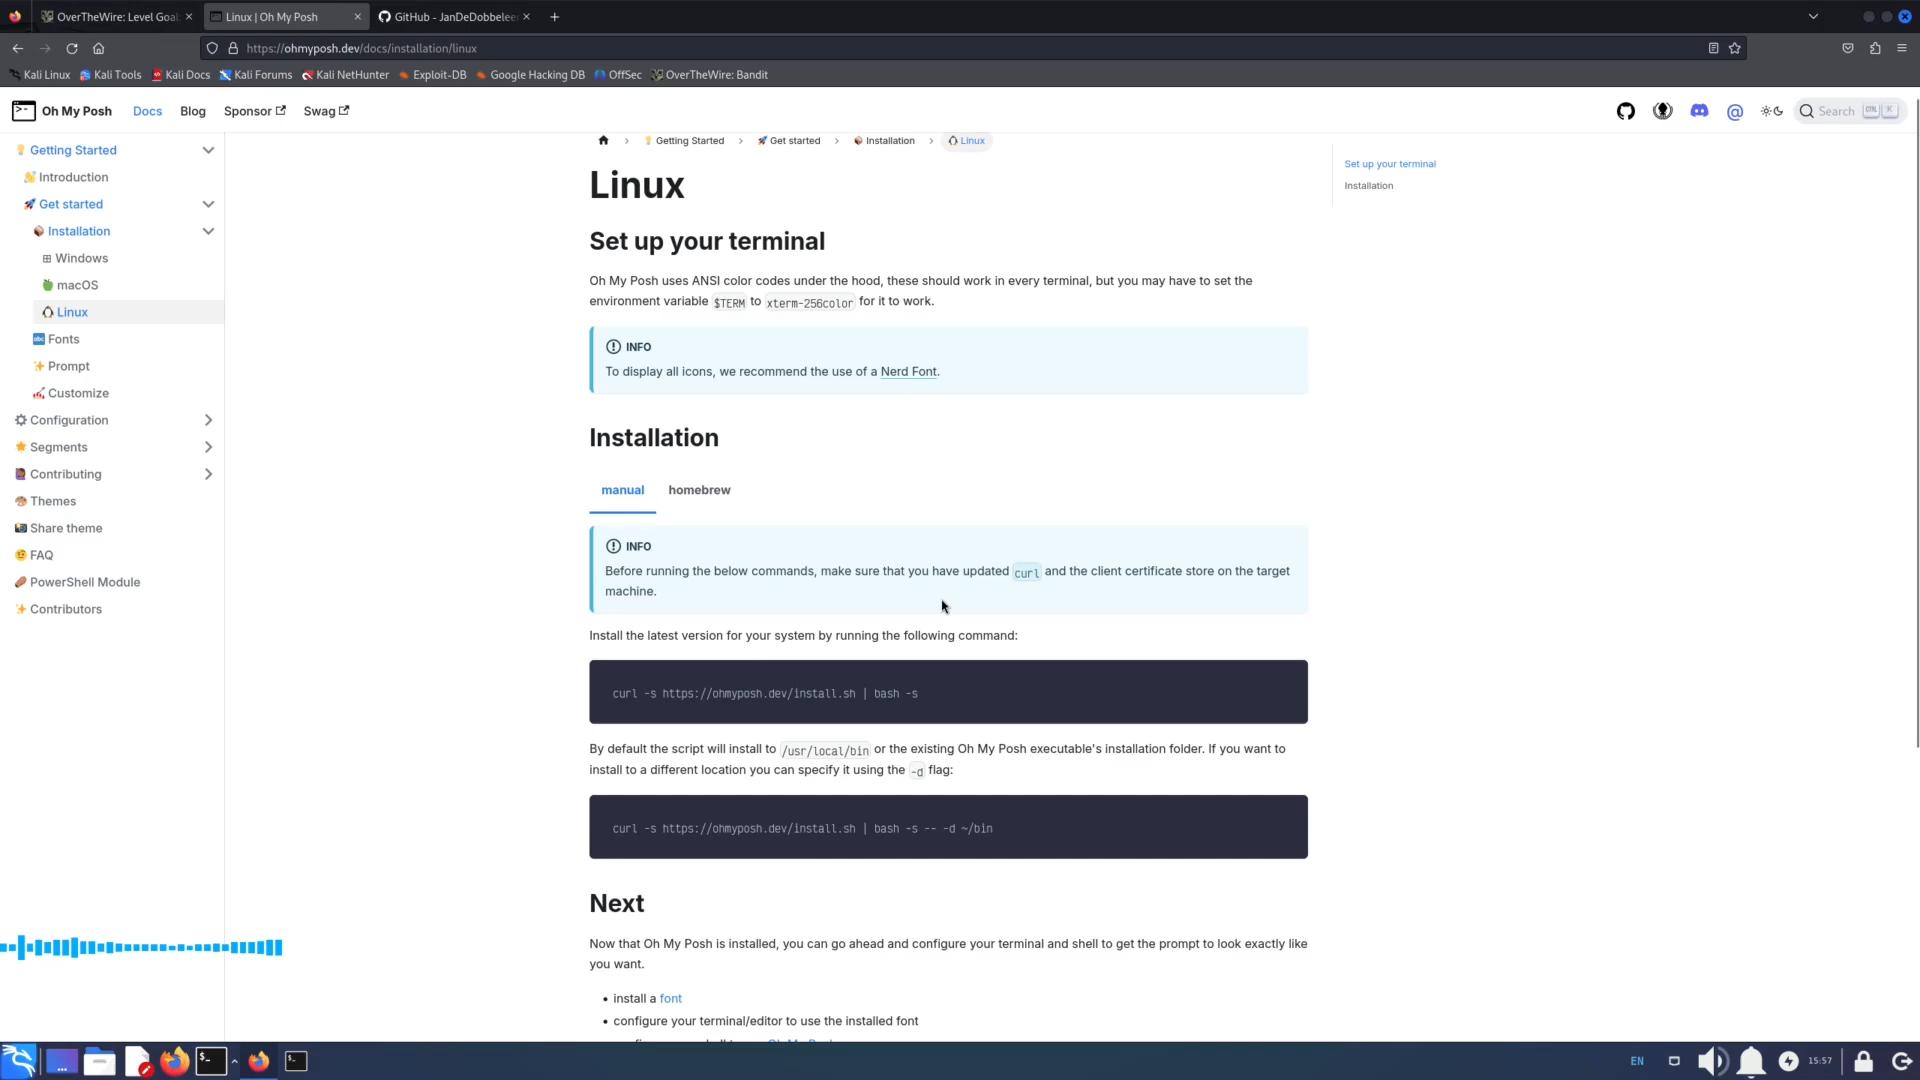 OverTheWire: Level Goal
Linux | Oh My Posh
GitHub - JanDeDobbelee
https://ohmyposh.dev/docs/installation/linux
Kali Linux
Kali Tools
Kali Docs
Kali Forums
Kali NetHunter
Exploit-DB
Google Hacking DB
OffSec
OverTheWire: Bandit
Oh My Posh
Docs
Blog
Sponsor
Swag
Search
CTRL K
Getting Started
Introduction
Get started
Installation
Windows
macOS
Linux
Fonts
Prompt
Customize
Configuration
Segments
Contributing
Themes
Share theme
FAQ
PowerShell Module
Contributors
Getting Started > Get started > Installation > Linux
Linux
Set up your terminal
Oh My Posh uses ANSI color codes under the hood, these should work in every terminal, but you may have to set the
environment variable $TERM to xterm-256color for it to work.
INFO
To display all icons, we recommend the use of a Nerd Font.
Installation
manual
homebrew
INFO
Before running the below commands, make sure that you have updated curl and the client certificate store on the target
machine.
Install the latest version for your system by running the following command:
curl -s https://ohmyposh.dev/install.sh | bash -s
By default the script will install to /usr/local/bin or the existing Oh My Posh executable's installation folder. If you want to
install to a different location you can specify it using the -d flag:
curl -s https://ohmyposh.dev/install.sh | bash -s -- -d ~/bin
Next
Now that Oh My Posh is installed, you can go ahead and configure your terminal and shell to get the prompt to look exactly like
you want.
• install a font
• configure your terminal/editor to use the installed font
Set up your terminal
Installation
EN
15:57